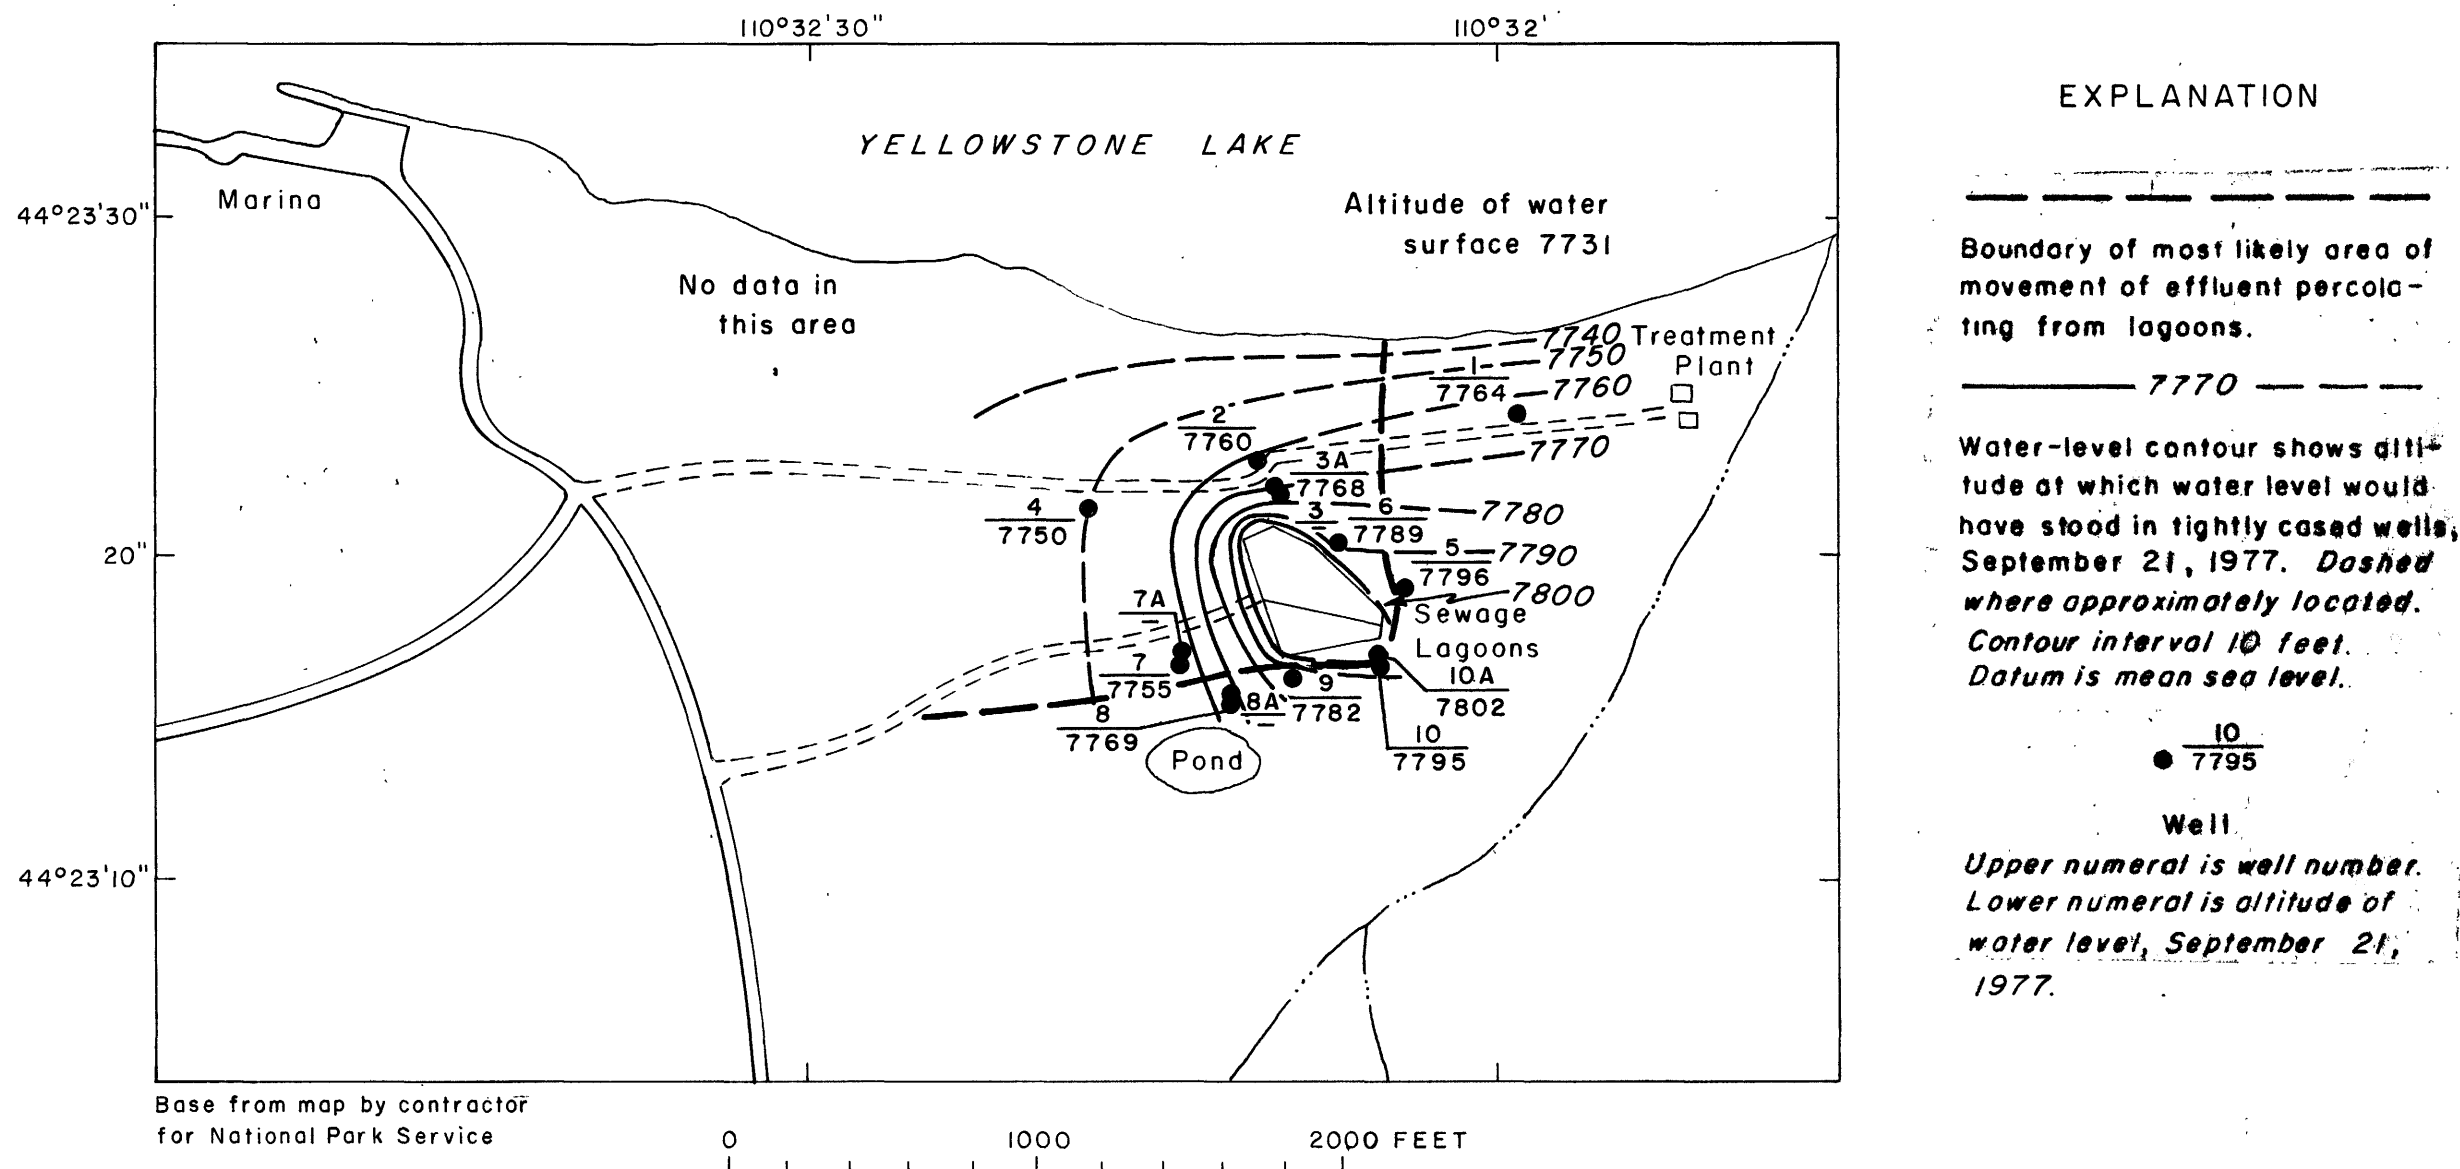 110°32'30"
110°32'
YELLOWSTONE LAKE
Marina
44°23'30"
Altitude of water
surface 7731
No data in
this area
7740
Treatment
Plant
7750
1
7764
7760
2
7760
7770
3A
7768
4
7750
3
6
7789
7780
20"
5
7796
7790
7800
7A
Sewage
Lagoons
7
7755
10A
7802
8
7769
8A
9
7782
10
7795
Pond
44°23'10"
Base from map by contractor
for National Park Service
0 1000 2000 FEET
EXPLANATION
Boundary of most likely area of
movement of effluent percola-
ting from lagoons.
7770
Water-level contour shows alti-
tude at which water level would
have stood in tightly cased wells,
September 21, 1977. Dashed
where approximately located.
Contour interval 10 feet.
Datum is mean sea level.
10
7795
Well
Upper numeral is well number.
Lower numeral is altitude of
water level, September 21,
1977.